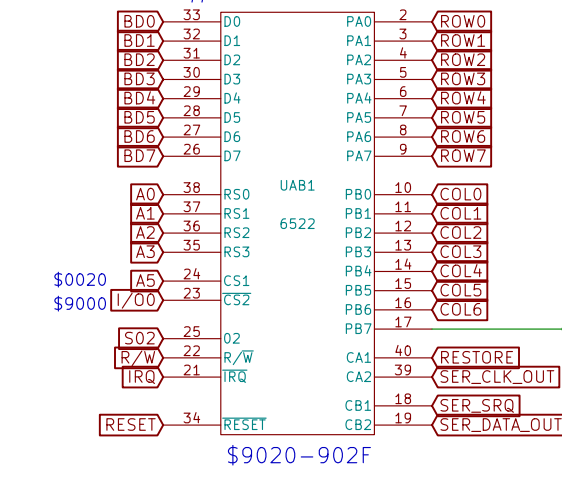 BD0 33 D0 PA0 2 ROW0
BD1 32 D1 PA1 3 ROW1
BD2 31 D2 PA2 4 ROW2
BD3 30 D3 PA3 5 ROW3
BD4 29 D4 PA4 6 ROW4
BD5 28 D5 PA5 7 ROW5
BD6 27 D6 PA6 8 ROW6
BD7 26 D7 PA7 9 ROW7
UAB1
A0 38 RS0 PB0 10 COL0
A1 37 RS1 PB1 11 COL1
6522
A2 36 RS2 PB2 12 COL2
A3 35 RS3 PB3 13 COL3
PB4 14 COL4
$0020 A5 24 CS1 PB5 15 COL5
$9000 I/O0 23 CS2 PB6 16 COL6
PB7 17
S02 25 02
R/W 22 R/W CA1 40 RESTORE
IRQ 21 IRQ CA2 39 SER_CLK_OUT
CB1 18 SER_SRQ
RESET 34 RESET CB2 19 SER_DATA_OUT
$9020-902F